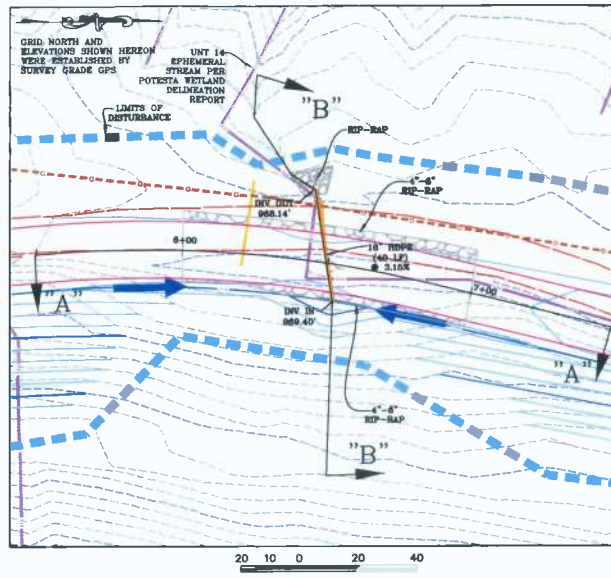 GRID NORTH AND
ELEVATIONS SHOWN HEREON
WERE ESTABLISHED BY
SURVEY GRADE GPS
UNT 14
EPHEMERAL
STREAM PER
POTESTA WETLAND
DELINEATION
REPORT
LIMITS OF
DISTURBANCE
"B"
RIP-RAP
4"-6"
RIP-RAP
G
G
G
G
G
G
INV OUT
968.14'
6+00
(40 LF)
@ 3.15%
7+00
"A"
INV IN
969.40'
"A"
4"-6"
RIP-RAP
"B"
20 10 0 20 40